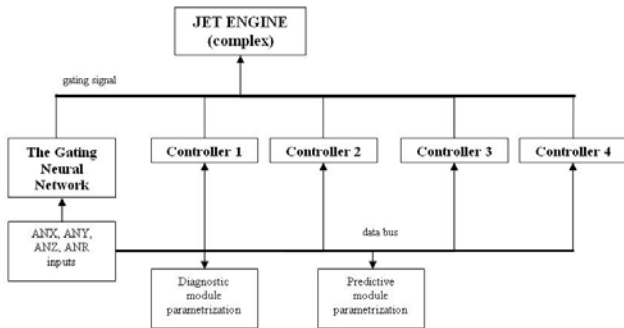 JET ENGINE
(complex)
gating signal
The Gating
Neural
Network
Controller 1
Controller 2
Controller 3
Controller 4
ANX, ANY,
ANZ, ANR
inputs
data bus
Diagnostic
module
parametrization
Predictive
module
parametrization